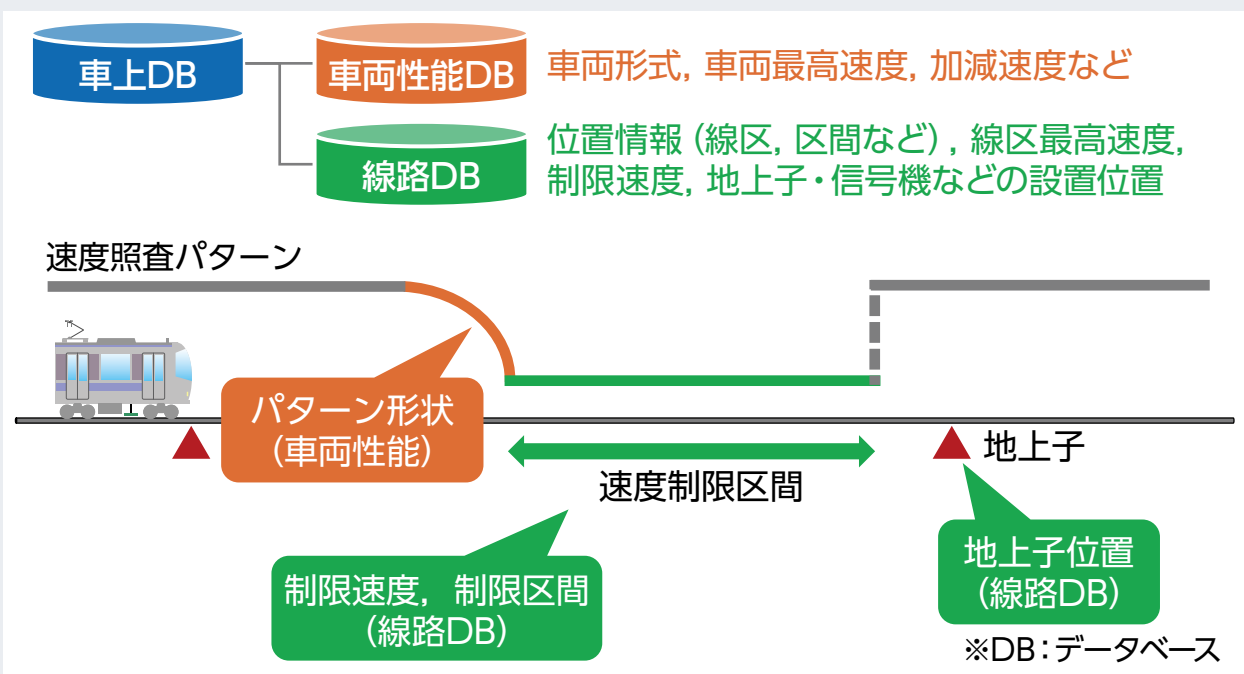 車上DB
車両性能DB
車両形式, 車両最高速度, 加減速度など
線路DB
位置情報（線区, 区間など）, 線区最高速度,
制限速度, 地上子・信号機などの設置位置
速度照査パターン
パターン形状
（車両性能）
地上子
速度制限区間
制限速度, 制限区間
（線路DB）
地上子位置
（線路DB）
※DB：データベース